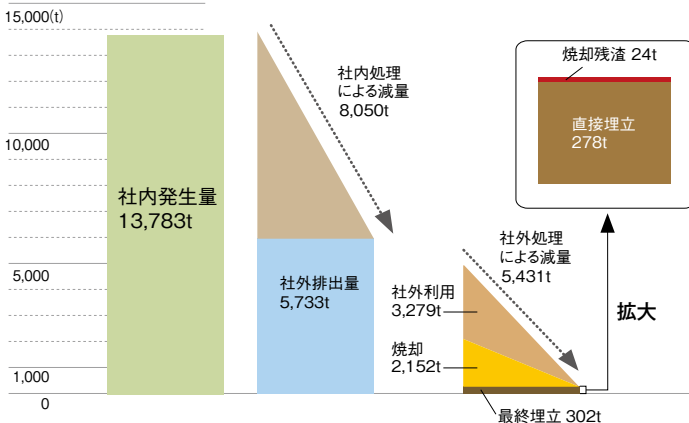 15,000(t)
10,000
5,000
1,000
0
社内発生量
13,783t
社内処理
による減量
8,050t
社外排出量
5,733t
社外処理
による減量
5,431t
社外利用
3,279t
焼却
2,152t
最終埋立 302t
拡大
焼却残渣 24t
直接埋立
278t